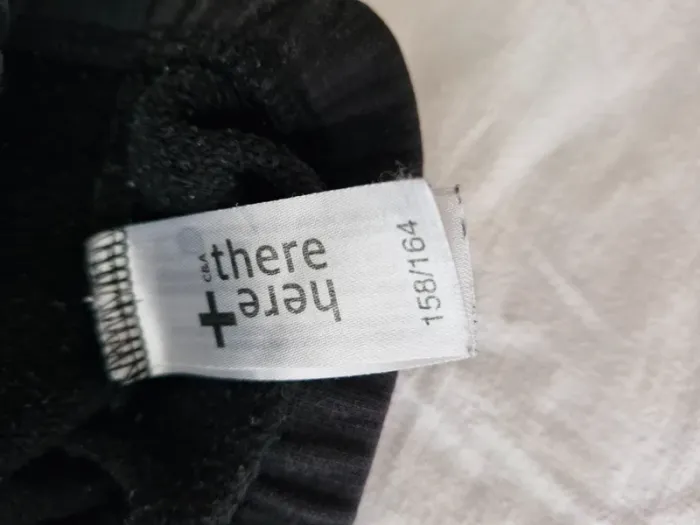 C&A
there
+
here
158/164